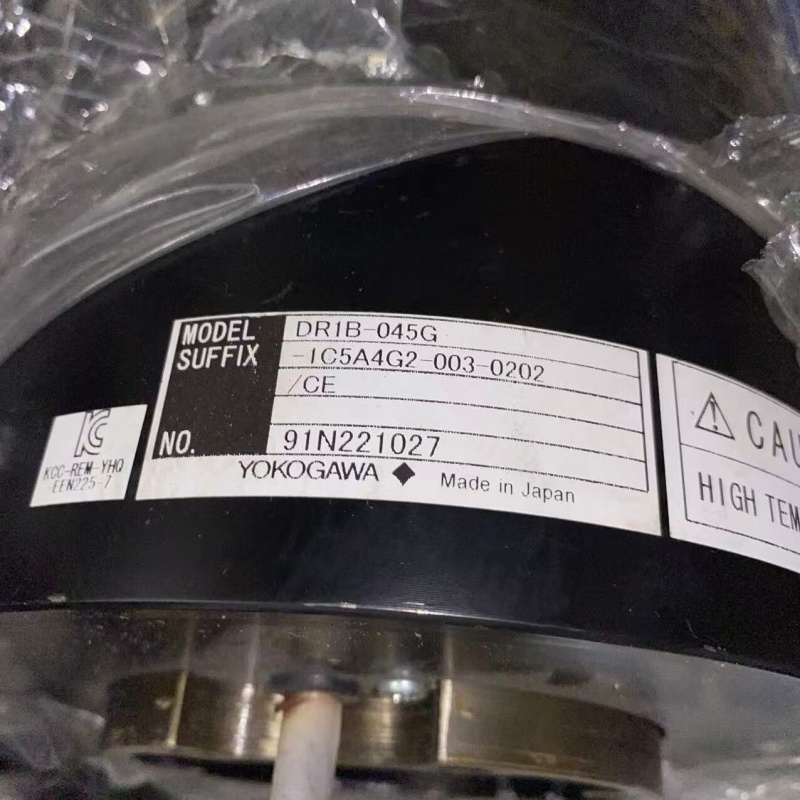 MODEL DR1B-045G
SUFFIX -1C5A4G2-003-0202
/CE
NO. 91N221027
YOKOGAWA Made in Japan
KC
KCC-REM-YHQ
-EEN225-7
CAU
HIGH TEM